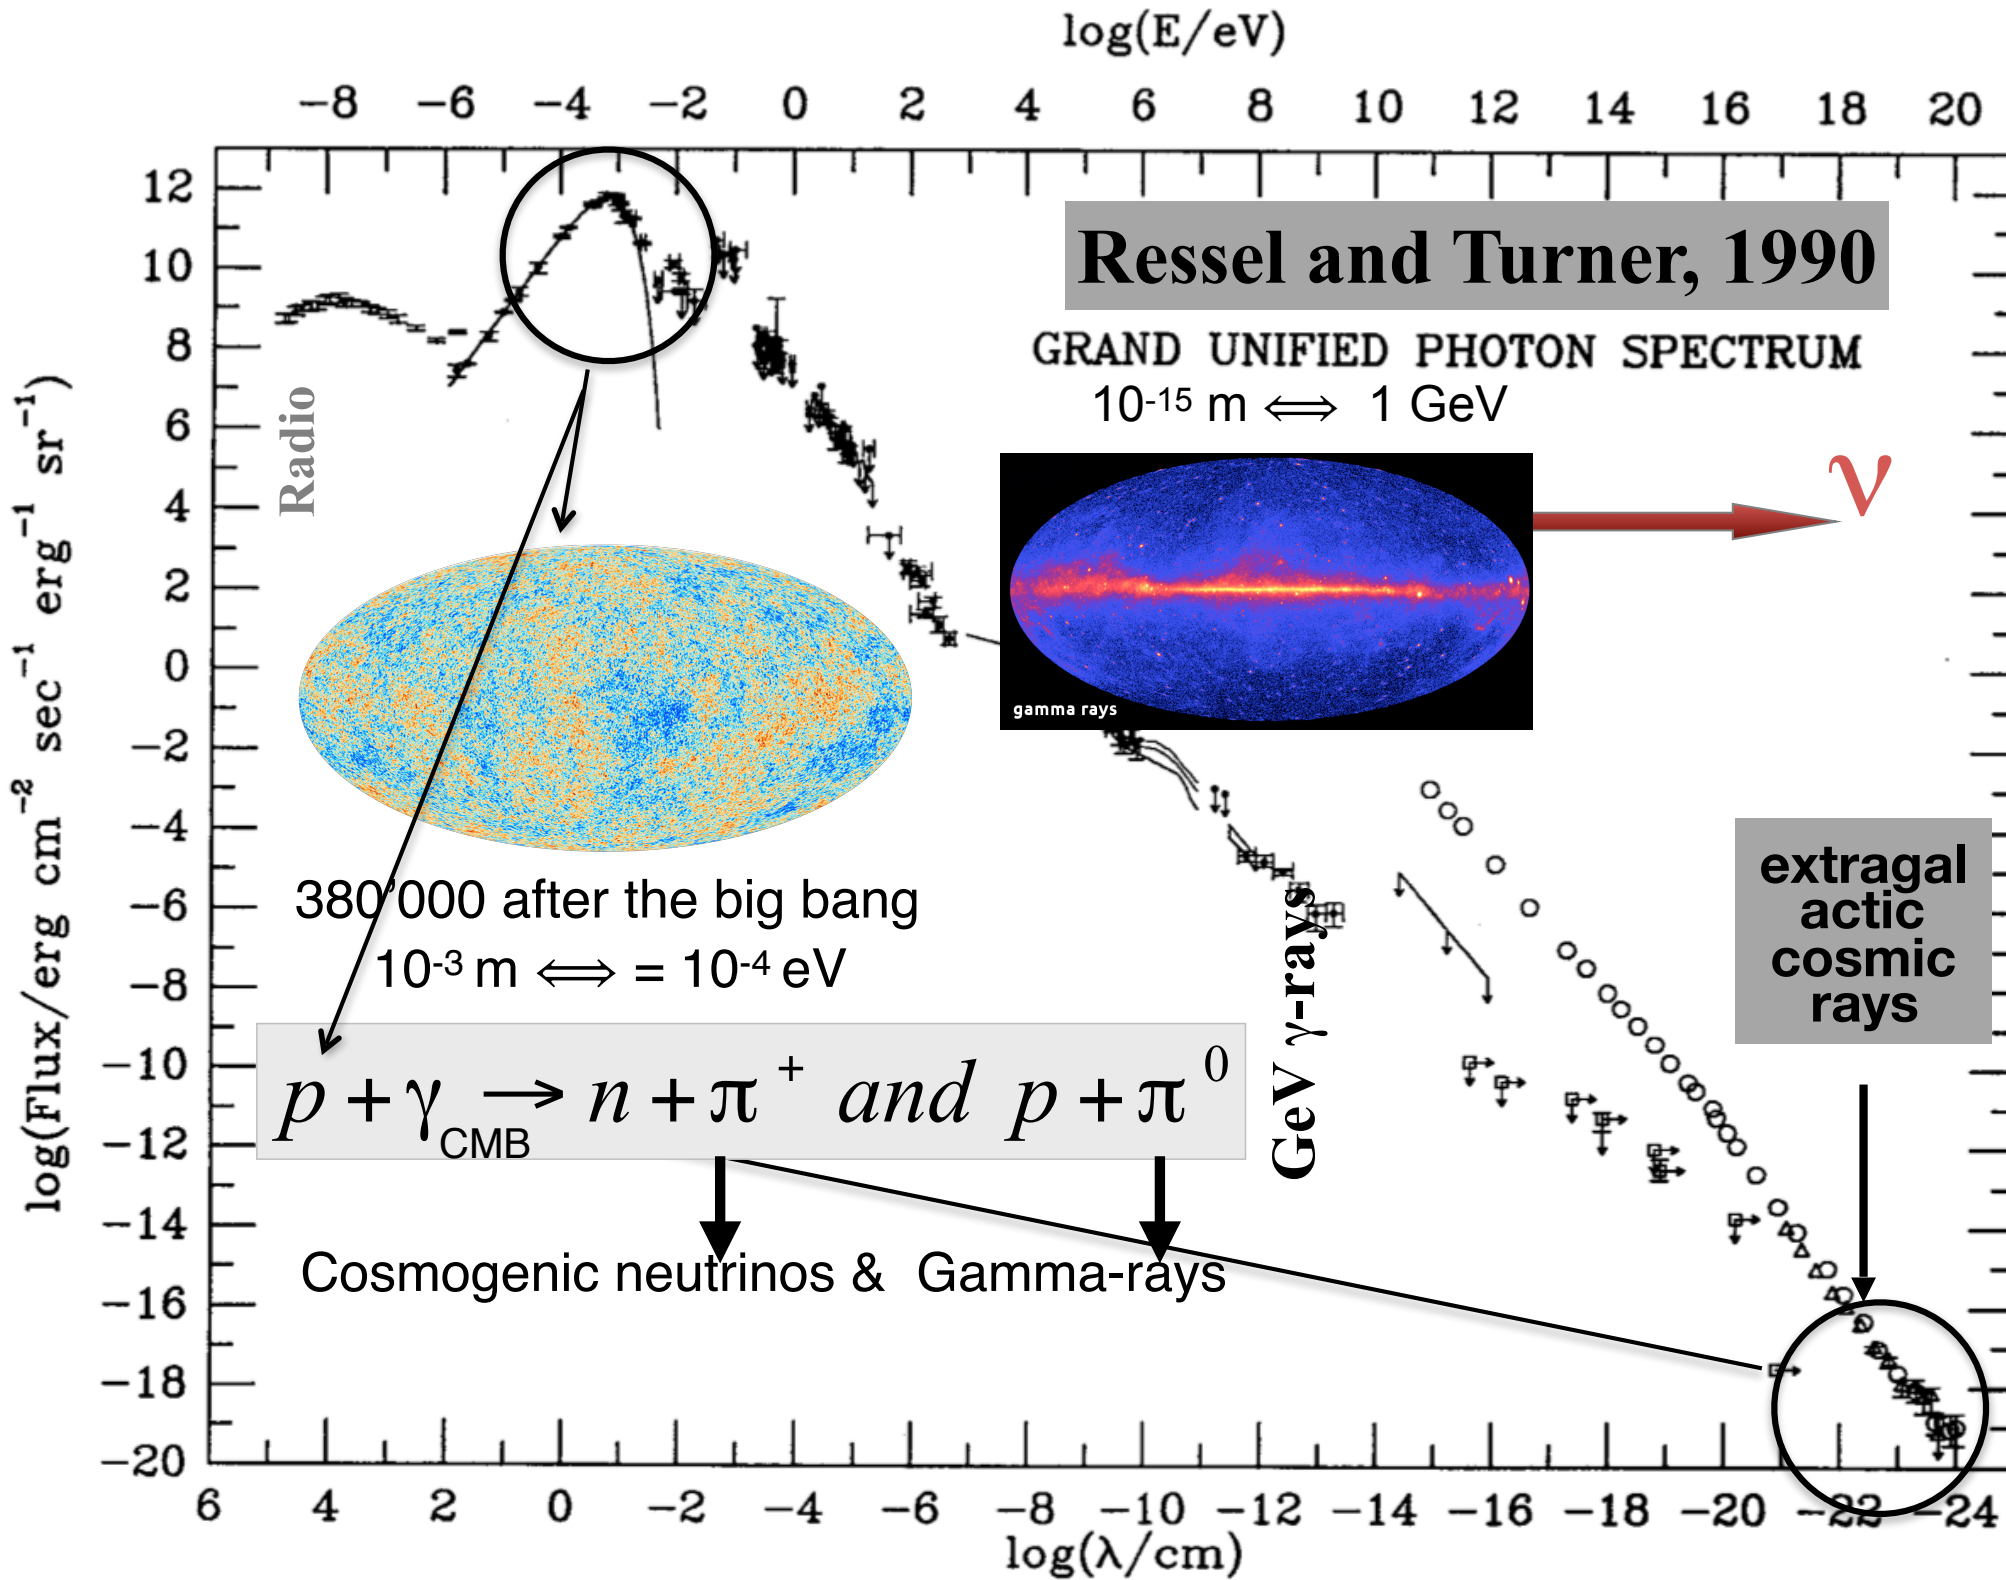 log(E/eV)
−8 −6 −4 −2 0 2 4 6 8 10 12 14 16 18 20
Ressel and Turner, 1990
GRAND UNIFIED PHOTON SPECTRUM
10-15 m ⟺ 1 GeV
ν
gamma rays
Radio
380'000 after the big bang
10-3 m ⟺ = 10-4 eV
p + γCMB → n + π+ and p + π0
Cosmogenic neutrinos & Gamma-rays
GeV γ-rays
extragal
actic
cosmic
rays
log(Flux/erg cm−2 sec−1 erg−1 sr−1)
12
10
8
6
4
2
0
−2
−4
−6
−8
−10
−12
−14
−16
−18
−20
6 4 2 0 −2 −4 −6 −8 −10 −12 −14 −16 −18 −20 −22 −24
log(λ/cm)